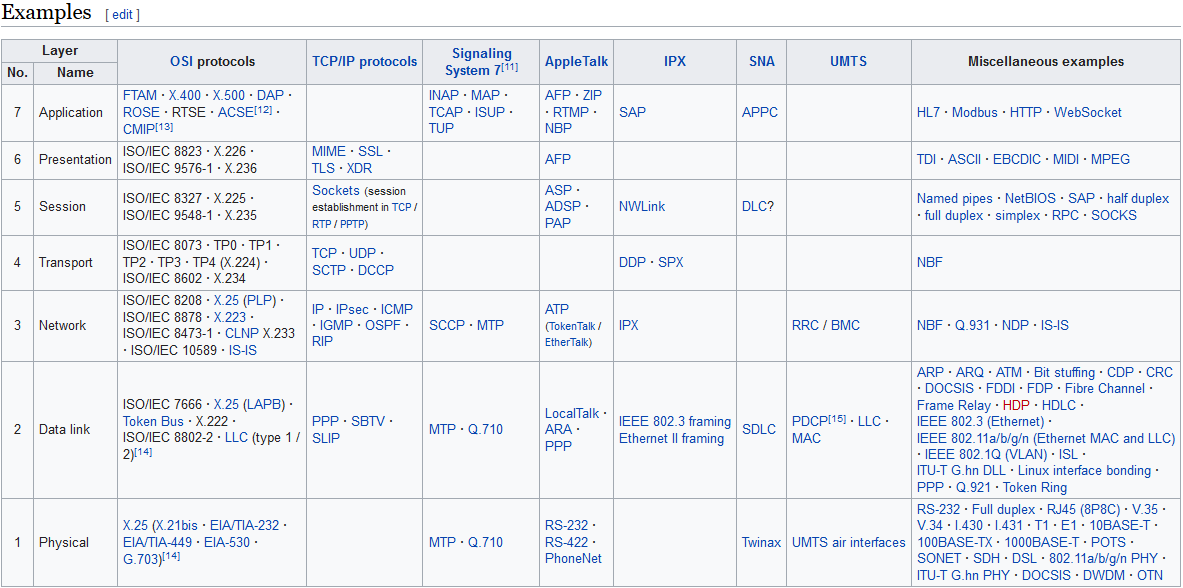 Examples [ edit ]
Layer
No. Name
OSI protocols
TCP/IP protocols
Signaling
System 7[11]
AppleTalk
IPX
SNA
UMTS
Miscellaneous examples
7
Application
FTAM · X.400 · X.500 · DAP ·
ROSE · RTSE · ACSE[12] ·
CMIP[13]
INAP · MAP ·
TCAP · ISUP ·
TUP
AFP · ZIP
· RTMP ·
NBP
SAP
APPC
HL7 · Modbus · HTTP · WebSocket
6
Presentation
ISO/IEC 8823 · X.226 ·
ISO/IEC 9576-1 · X.236
MIME · SSL ·
TLS · XDR
AFP
TDI · ASCII · EBCDIC · MIDI · MPEG
5
Session
ISO/IEC 8327 · X.225 ·
ISO/IEC 9548-1 · X.235
Sockets (session
establishment in TCP /
RTP / PPTP)
ASP ·
ADSP ·
PAP
NWLink
DLC?
Named pipes · NetBIOS · SAP · half duplex
· full duplex · simplex · RPC · SOCKS
4
Transport
ISO/IEC 8073 · TP0 · TP1 ·
TP2 · TP3 · TP4 (X.224) ·
ISO/IEC 8602 · X.234
TCP · UDP ·
SCTP · DCCP
DDP · SPX
NBF
3
Network
ISO/IEC 8208 · X.25 (PLP) ·
ISO/IEC 8878 · X.223 ·
ISO/IEC 8473-1 · CLNP X.233
· ISO/IEC 10589 · IS-IS
IP · IPsec · ICMP
· IGMP · OSPF ·
RIP
SCCP · MTP
ATP
(TokenTalk /
EtherTalk)
IPX
RRC / BMC
NBF · Q.931 · NDP · IS-IS
2
Data link
ISO/IEC 7666 · X.25 (LAPB) ·
Token Bus · X.222 ·
ISO/IEC 8802-2 · LLC (type 1 /
2)[14]
PPP · SBTV ·
SLIP
MTP · Q.710
LocalTalk ·
ARA ·
PPP
IEEE 802.3 framing
Ethernet II framing
SDLC
PDCP[15] · LLC ·
MAC
ARP · ARQ · ATM · Bit stuffing · CDP · CRC
· DOCSIS · FDDI · FDP · Fibre Channel ·
Frame Relay · HDP · HDLC ·
IEEE 802.3 (Ethernet) ·
IEEE 802.11a/b/g/n (Ethernet MAC and LLC)
· IEEE 802.1Q (VLAN) · ISL ·
ITU-T G.hn DLL · Linux interface bonding ·
PPP · Q.921 · Token Ring
1
Physical
X.25 (X.21bis · EIA/TIA-232 ·
EIA/TIA-449 · EIA-530 ·
G.703)[14]
MTP · Q.710
RS-232 ·
RS-422 ·
PhoneNet
Twinax
UMTS air interfaces
RS-232 · Full duplex · RJ45 (8P8C) · V.35 ·
V.34 · I.430 · I.431 · T1 · E1 · 10BASE-T ·
100BASE-TX · 1000BASE-T · POTS ·
SONET · SDH · DSL · 802.11a/b/g/n PHY ·
ITU-T G.hn PHY · DOCSIS · DWDM · OTN